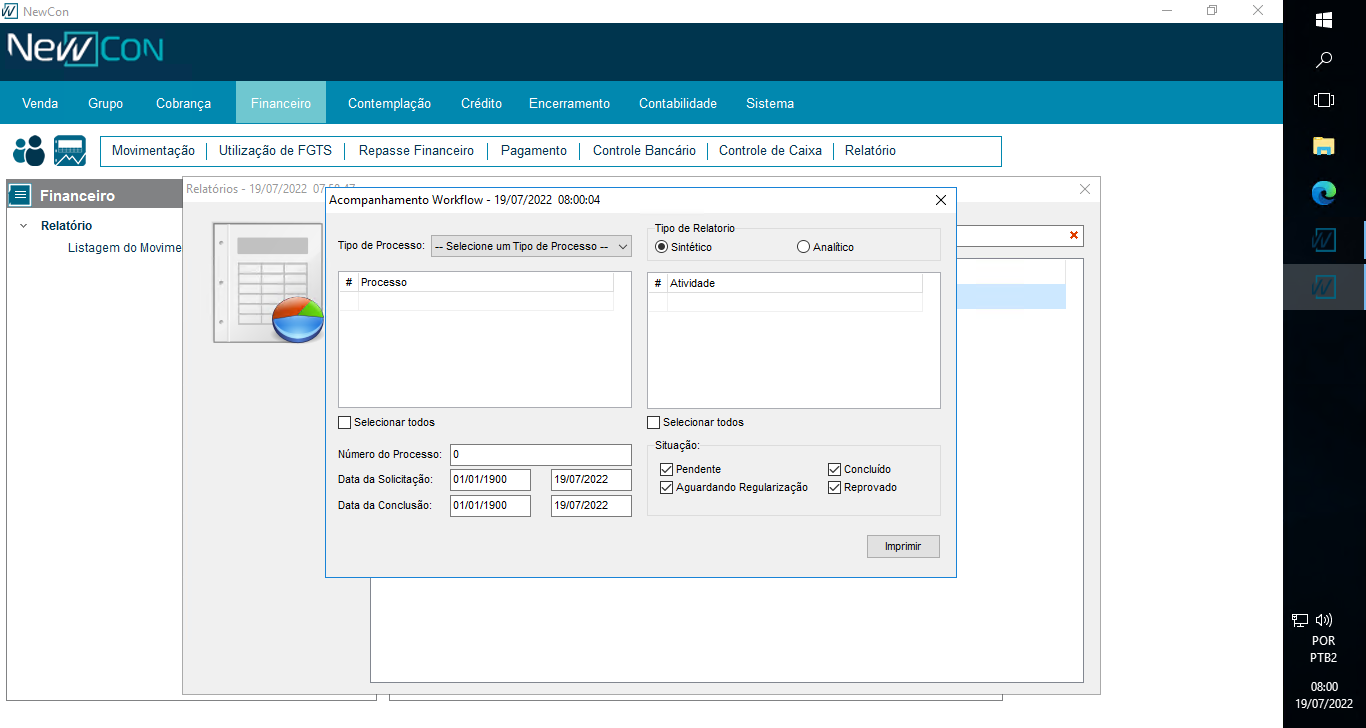 NewCon
NewCon
Venda Grupo Cobrança Financeiro Contemplação Crédito Encerramento Contabilidade Sistema
Movimentação Utilização de FGTS Repasse Financeiro Pagamento Controle Bancário Controle de Caixa Relatório
Financeiro
Relatório
Listagem do Movime
Relatórios - 19/07/2022
Acompanhamento Workflow - 19/07/2022 08:00:04
Tipo de Processo: -- Selecione um Tipo de Processo --
Tipo de Relatorio
Sintético Analítico
# Processo
# Atividade
Selecionar todos
Selecionar todos
Número do Processo: 0
Data da Solicitação: 01/01/1900 19/07/2022
Data da Conclusão: 01/01/1900 19/07/2022
Situação:
Pendente Concluído
Aguardando Regularização Reprovado
Imprimir
POR
PTB2
08:00
19/07/2022